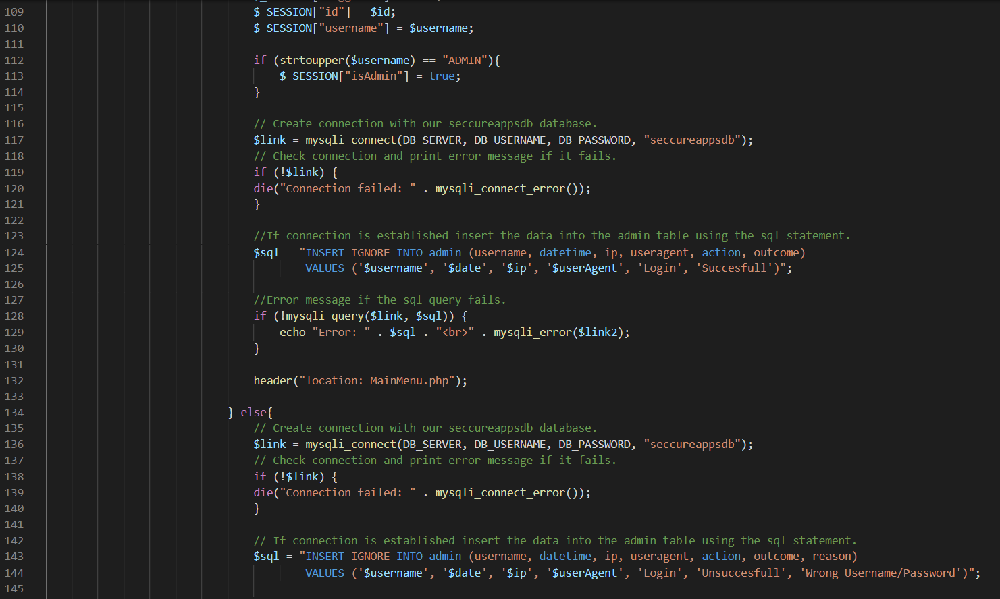 109 $_SESSION["id"] = $id;
110 $_SESSION["username"] = $username;
111
112 if (strtoupper($username) == "ADMIN"){
113 $_SESSION["isAdmin"] = true;
114 }
115
116 // Create connection with our seccureappsdb database.
117 $link = mysqli_connect(DB_SERVER, DB_USERNAME, DB_PASSWORD, "seccureappsdb");
118 // Check connection and print error message if it fails.
119 if (!$link) {
120 die("Connection failed: " . mysqli_connect_error());
121 }
122
123 //If connection is established insert the data into the admin table using the sql statement.
124 $sql = "INSERT IGNORE INTO admin (username, datetime, ip, useragent, action, outcome)
125 VALUES ('$username', '$date', '$ip', '$userAgent', 'Login', 'Succesfull')";
126
127 //Error message if the sql query fails.
128 if (!mysqli_query($link, $sql)) {
129 echo "Error: " . $sql . "<br>" . mysqli_error($link2);
130 }
131
132 header("location: MainMenu.php");
133
134 } else{
135 // Create connection with our seccureappsdb database.
136 $link = mysqli_connect(DB_SERVER, DB_USERNAME, DB_PASSWORD, "seccureappsdb");
137 // Check connection and print error message if it fails.
138 if (!$link) {
139 die("Connection failed: " . mysqli_connect_error());
140 }
141
142 // If connection is established insert the data into the admin table using the sql statement.
143 $sql = "INSERT IGNORE INTO admin (username, datetime, ip, useragent, action, outcome, reason)
144 VALUES ('$username', '$date', '$ip', '$userAgent', 'Login', 'Unsuccesfull', 'Wrong Username/Password')";
145